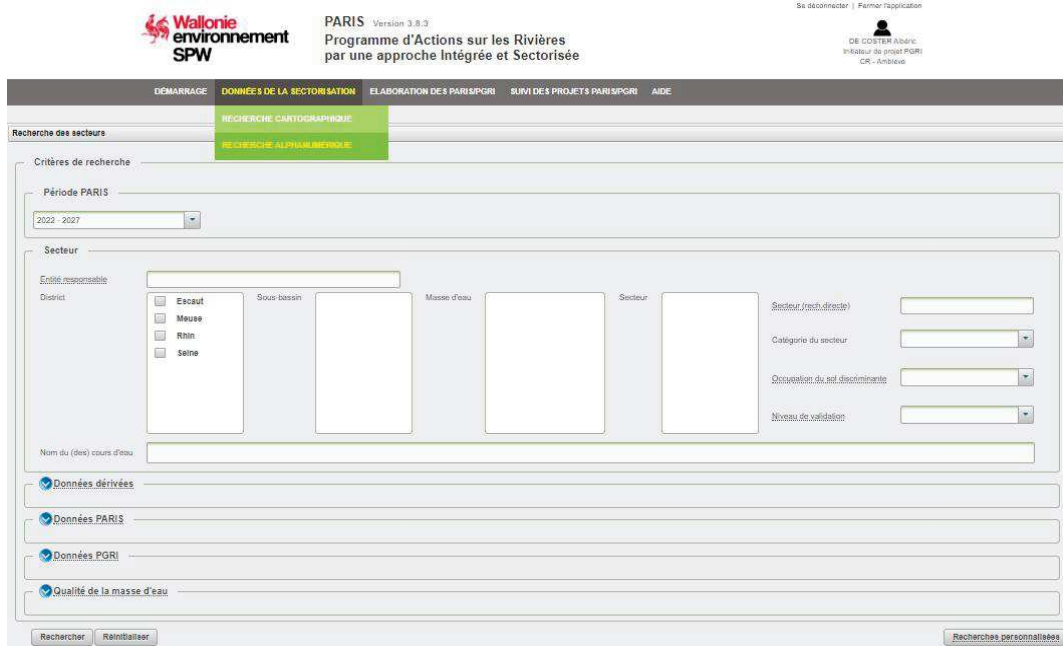 Se déconnecter | Fermer l'application
Wallonie
environnement
SPW
PARIS Version 3.8.3
Programme d'Actions sur les Rivières
par une approche Intégrée et Sectorisée
DE COSTER Albéric
Initiateur de projet PGRI
CR - Amblève
DÉMARRAGE DONNÉES DE LA SECTORISATION ELABORATION DES PARIS/PGRI SUIVI DES PROJETS PARIS/PGRI AIDE
RECHERCHE CARTOGRAPHIQUE
RECHERCHE ALPHANUMÉRIQUE
Recherche des secteurs
Critères de recherche
Période PARIS
2022 - 2027
Secteur
Entité responsable
District
Escaut
Meuse
Rhin
Seine
Sous-bassin
Masse d'eau
Secteur
Secteur (rech.directe)
Catégorie du secteur
Occupation du sol discriminante
Niveau de validation
Nom du (des) cours d'eau
Données dérivées
Données PARIS
Données PGRI
Qualité de la masse d'eau
Rechercher Réinitialiser Recherches personnalisées